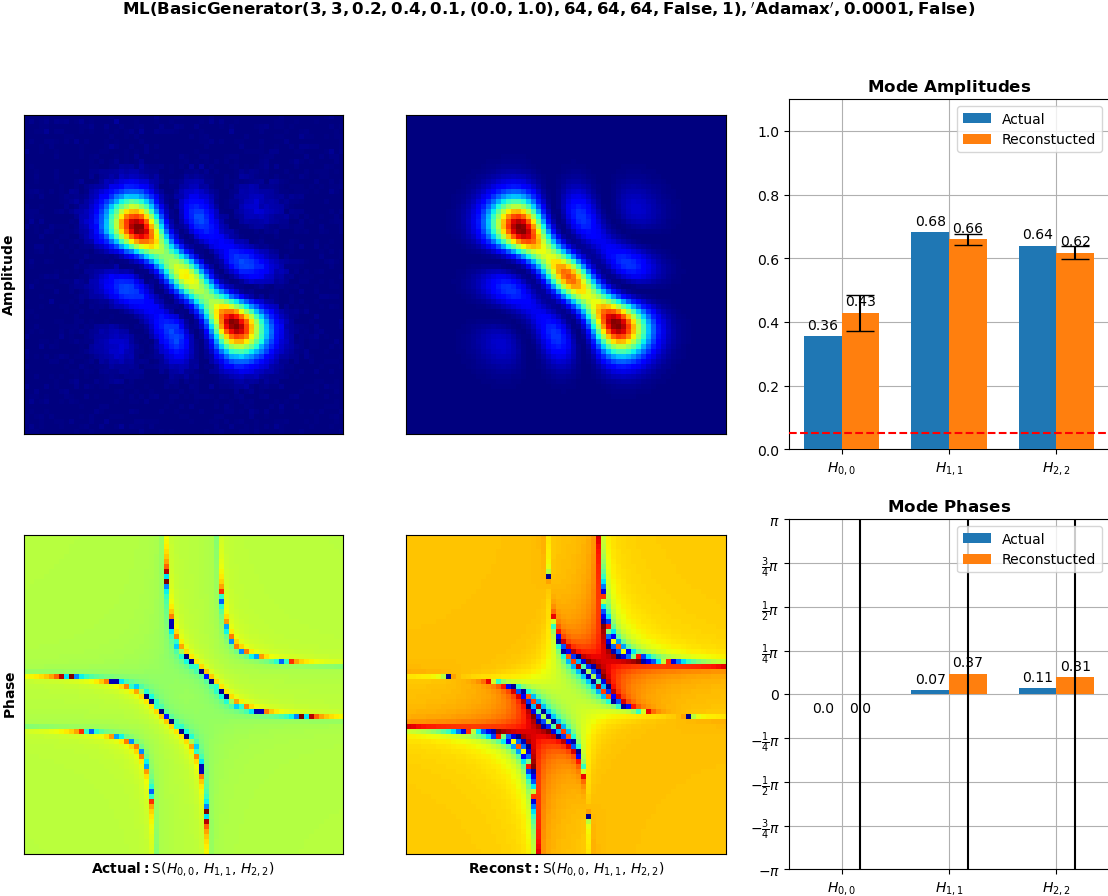 ML(BasicGenerator(3, 3, 0.2, 0.4, 0.1, (0.0, 1.0), 64, 64, 64, False, 1), ′Adamax′, 0.0001, False)
Amplitude
Mode Amplitudes
Actual
Reconstucted
1.0
0.8
0.6
0.4
0.2
0.0
0.36
0.43
0.68
0.66
0.64
0.62
H0,0
H1,1
H2,2
Phase
Actual: S(H0,0, H1,1, H2,2)
Reconst: S(H0,0, H1,1, H2,2)
Mode Phases
Actual
Reconstucted
π
3/4π
1/2π
1/4π
0
−1/4π
−1/2π
−3/4π
−π
0.0
0.0
0.07
0.37
0.11
0.31
H0,0
H1,1
H2,2